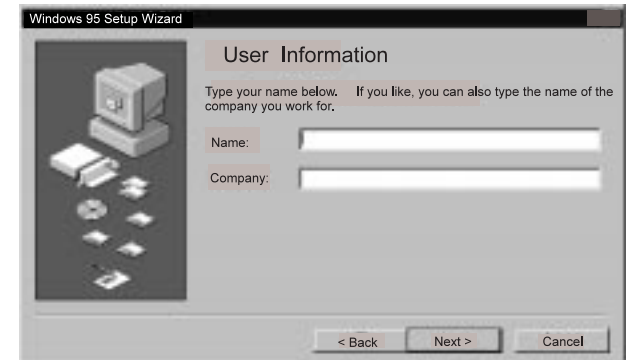 Windows 95 Setup Wizard
User Information
Type your name below. If you like, you can also type the name of the
company you work for.
Name:
Company:
< Back
Next >
Cancel